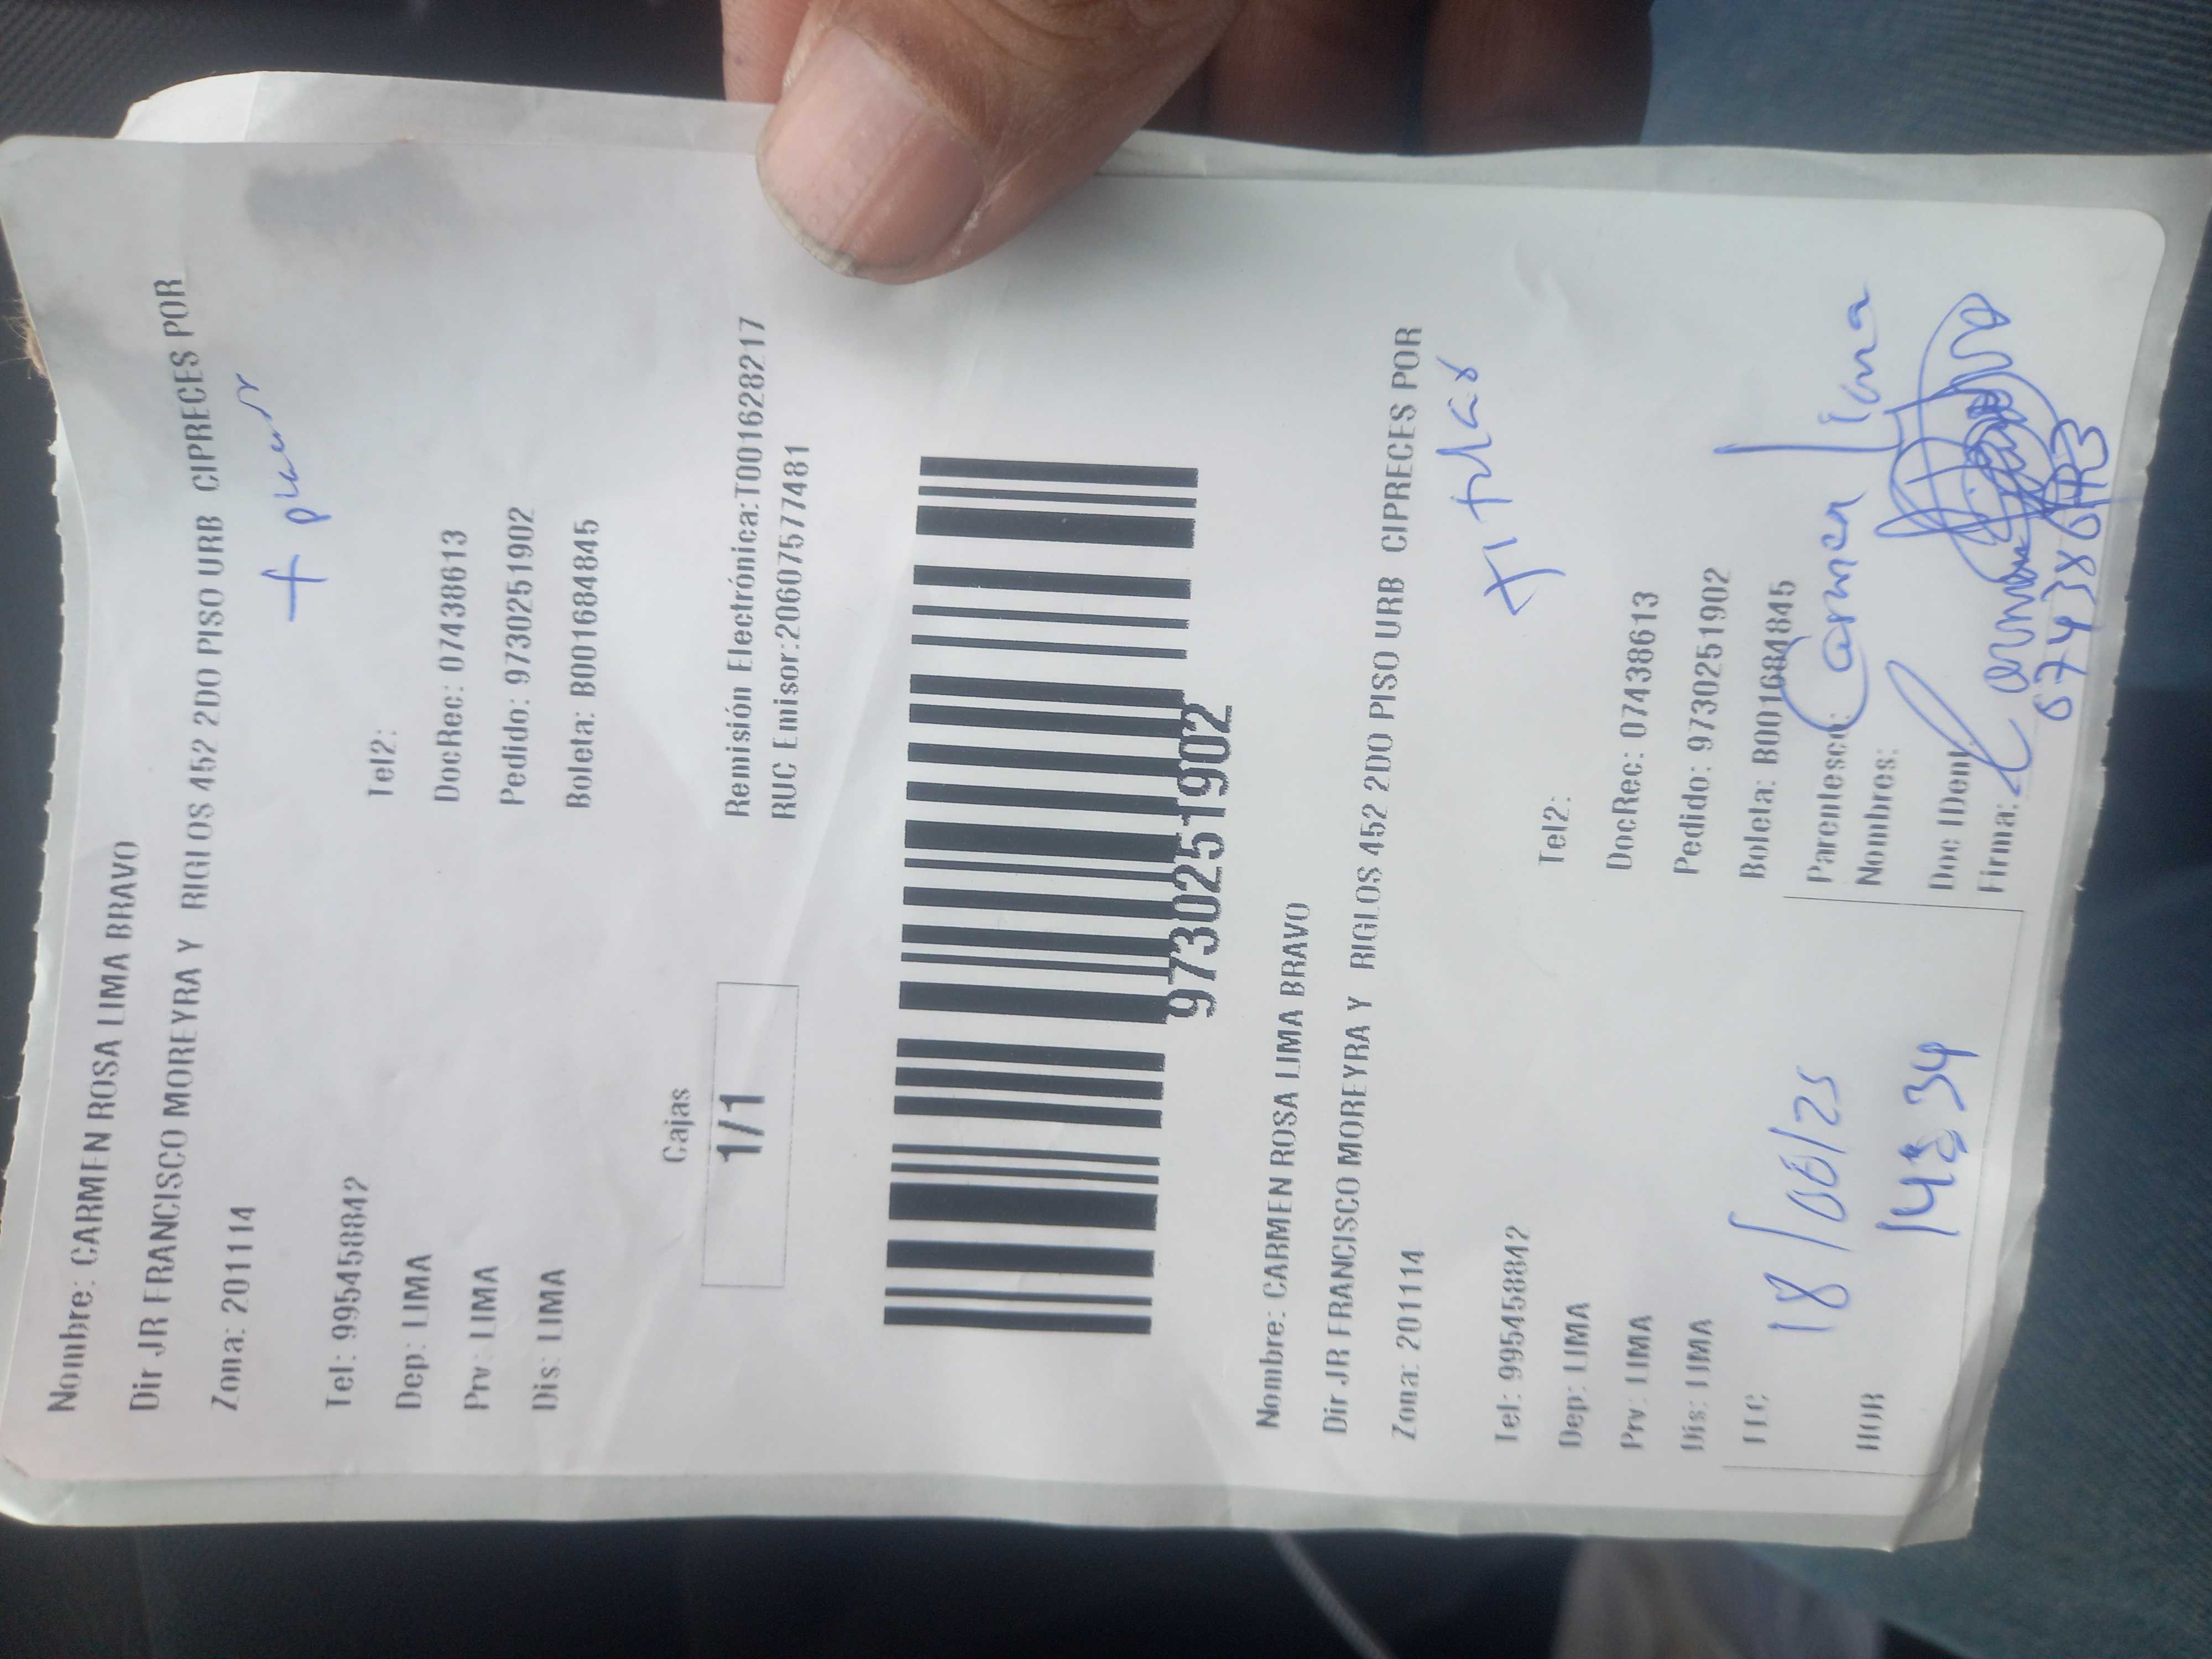 Nombre: CARMEN ROSA LIMA BRAVO
Dir JR FRANCISCO MOREYRA Y RIGLOS 452 2DO PISO URB CIPRECES POR
Zona: 201114
Tel: 995458842
Tel2:
Dep: LIMA
DocRec: 07438613
Prv: LIMA
Pedido: 9730251902
Dis: LIMA
Boleta: B001684845
Cajas
1/1
Remisión Electrónica:T001628217
RUC Emisor:20607577481
9730251902
Nombre: CARMEN ROSA LIMA BRAVO
Dir JR FRANCISCO MOREYRA Y RIGLOS 452 2DO PISO URB CIPRECES POR
Zona: 201114
Titular
Tel: 995458842
Tel2:
Dep: LIMA
DocRec: 07438613
Prv: LIMA
Pedido: 9730251902
Dis: LIMA
Boleta: B001684845
18/08/25
Parentesco:
Nombres:
Carmen Lima
HOR
14:34
Doc IDent
Firma:
07438613